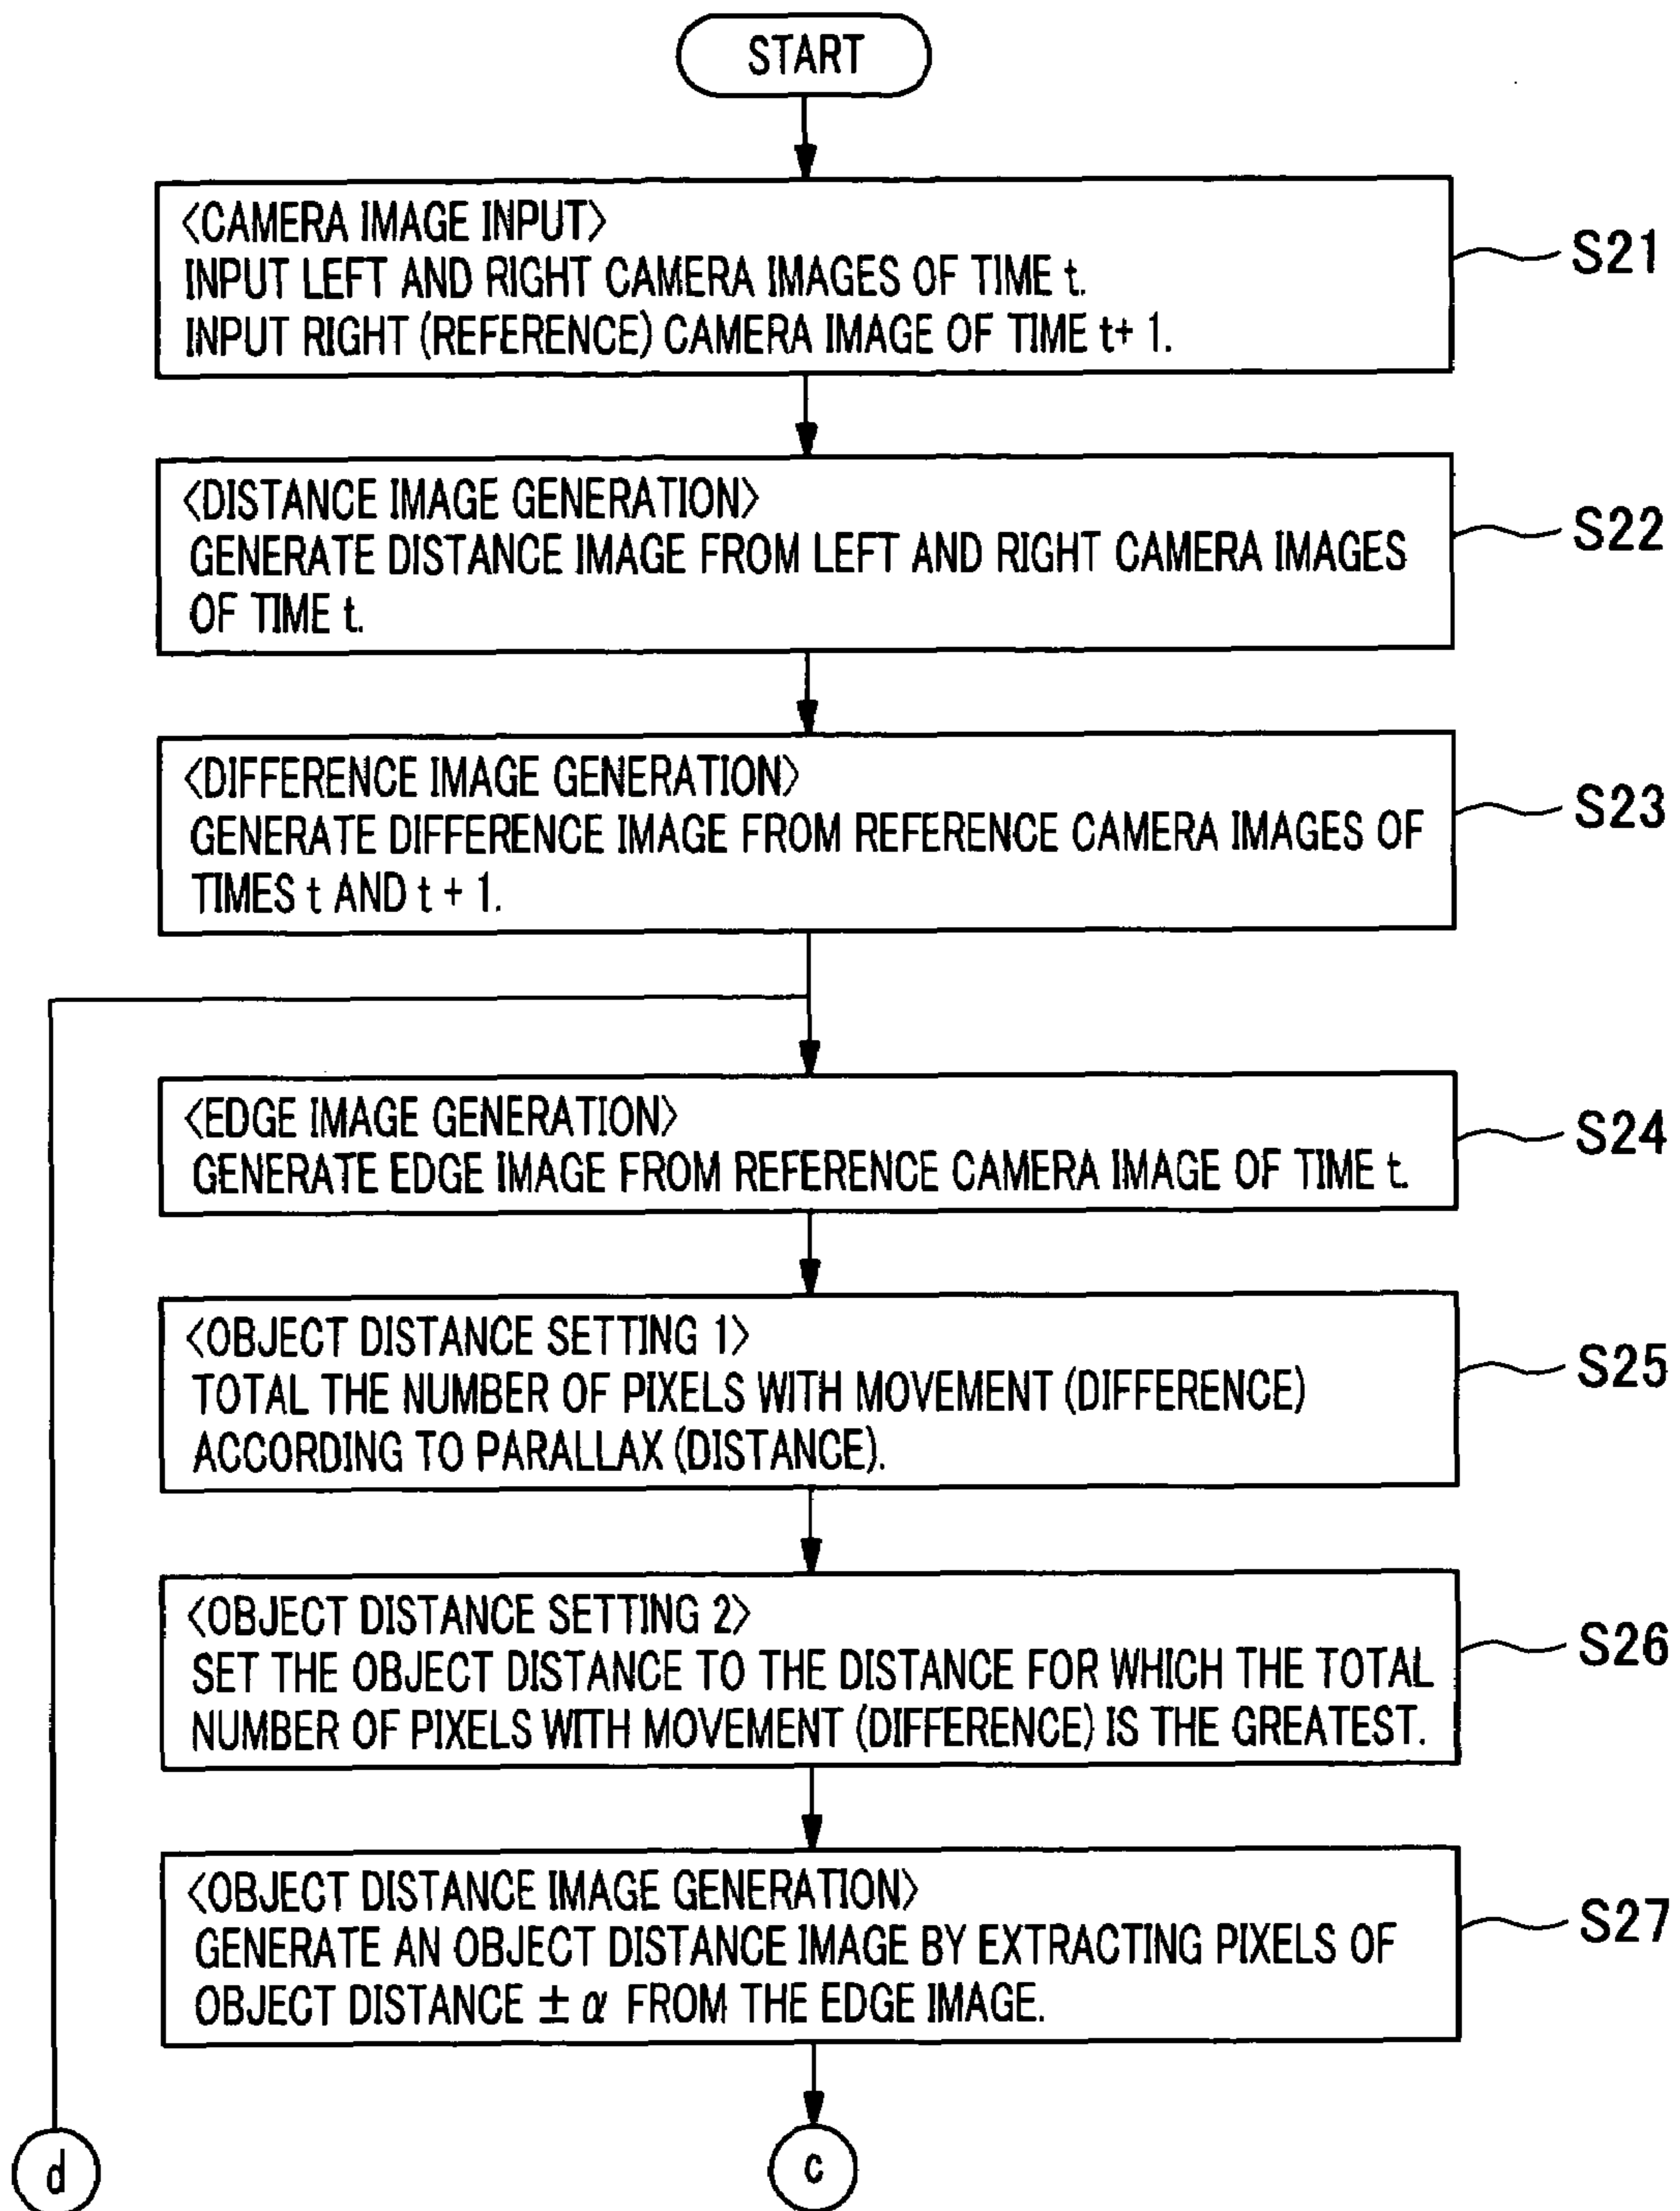 START
<CAMERA IMAGE INPUT>
INPUT LEFT AND RIGHT CAMERA IMAGES OF TIME t.
INPUT RIGHT (REFERENCE) CAMERA IMAGE OF TIME t+ 1.
S21
<DISTANCE IMAGE GENERATION>
GENERATE DISTANCE IMAGE FROM LEFT AND RIGHT CAMERA IMAGES
OF TIME t.
S22
<DIFFERENCE IMAGE GENERATION>
GENERATE DIFFERENCE IMAGE FROM REFERENCE CAMERA IMAGES OF
TIMES t AND t + 1.
S23
<EDGE IMAGE GENERATION>
GENERATE EDGE IMAGE FROM REFERENCE CAMERA IMAGE OF TIME t.
S24
<OBJECT DISTANCE SETTING 1>
TOTAL THE NUMBER OF PIXELS WITH MOVEMENT (DIFFERENCE)
ACCORDING TO PARALLAX (DISTANCE).
S25
<OBJECT DISTANCE SETTING 2>
SET THE OBJECT DISTANCE TO THE DISTANCE FOR WHICH THE TOTAL
NUMBER OF PIXELS WITH MOVEMENT (DIFFERENCE) IS THE GREATEST.
S26
<OBJECT DISTANCE IMAGE GENERATION>
GENERATE AN OBJECT DISTANCE IMAGE BY EXTRACTING PIXELS OF
OBJECT DISTANCE ± α FROM THE EDGE IMAGE.
S27
d
c